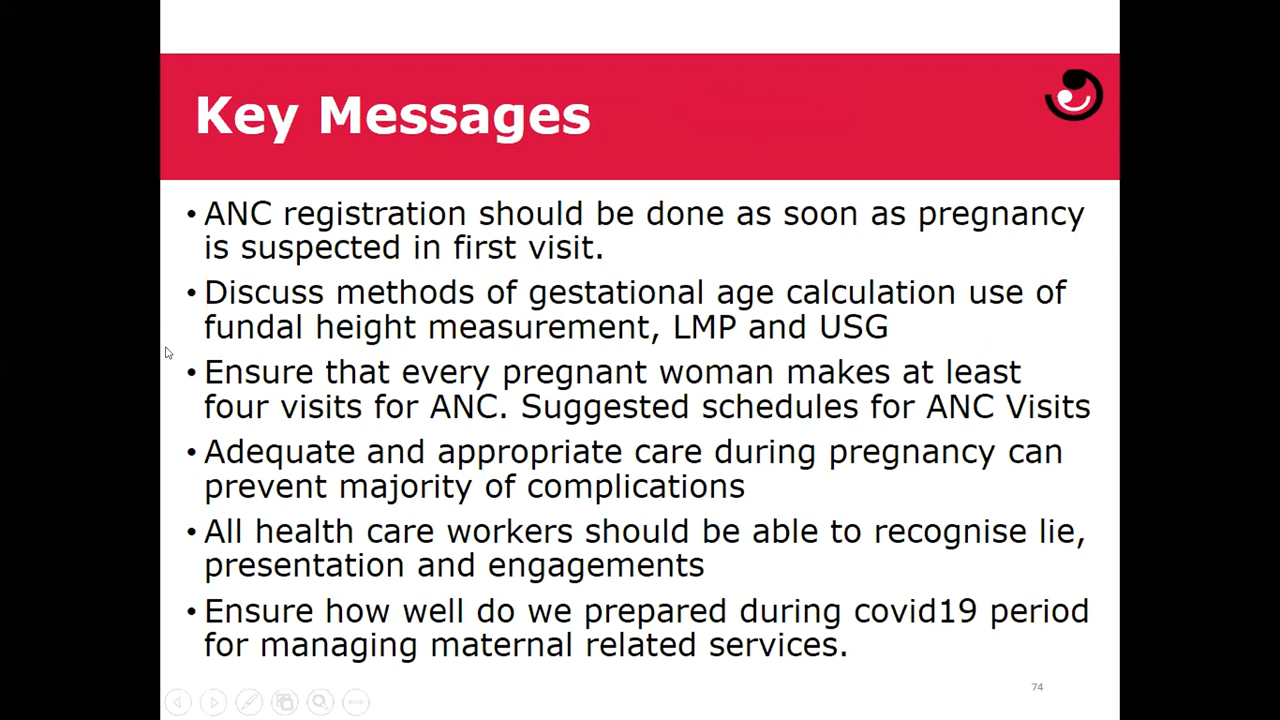 Key Messages
• ANC registration should be done as soon as pregnancy
is suspected in first visit.
• Discuss methods of gestational age calculation use of
fundal height measurement, LMP and USG
• Ensure that every pregnant woman makes at least
four visits for ANC. Suggested schedules for ANC Visits
• Adequate and appropriate care during pregnancy can
prevent majority of complications
• All health care workers should be able to recognise lie,
presentation and engagements
• Ensure how well do we prepared during covid19 period
for managing maternal related services.
74